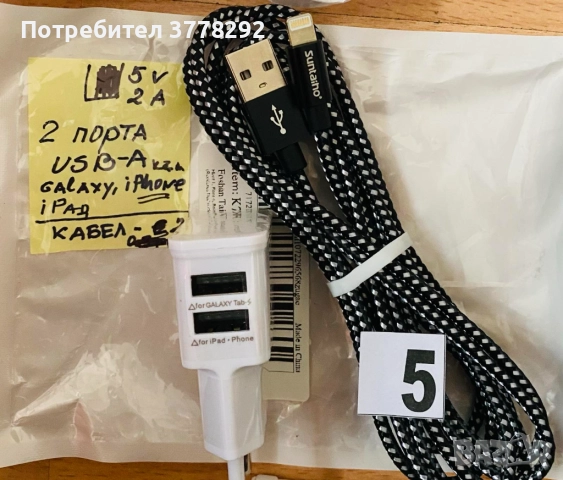 Потребител 3778292
5V
2A
2 ПОРТА
USB-A
GALAXY, iPhone
iPAD
КАБЕЛ -
Suntaiho®
△for GALAXY Tab-S
△for iPad - Phone
Made in China
5